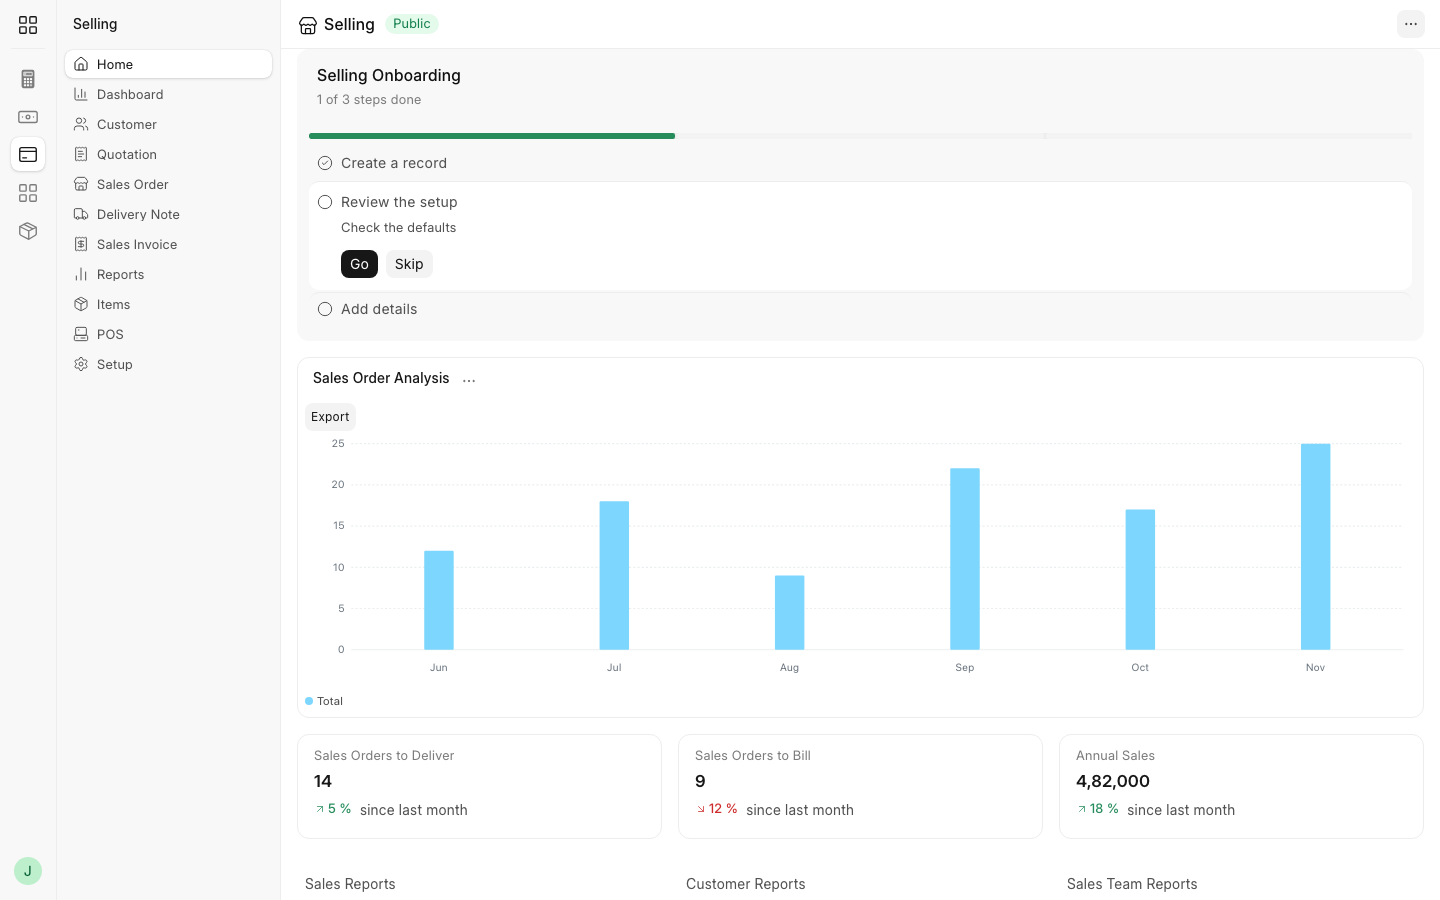 Selling
Home
Dashboard
Customer
Quotation
Sales Order
Delivery Note
Sales Invoice
Reports
Items
POS
Setup
J
Selling
Public
Selling Onboarding
1 of 3 steps done
Create a record
Review the setup
Check the defaults
Go
Skip
Add details
Sales Order Analysis
Export
25
20
15
10
5
0
Jun
Jul
Aug
Sep
Oct
Nov
Total
Sales Orders to Deliver
14
5 % since last month
Sales Orders to Bill
9
12 % since last month
Annual Sales
4,82,000
18 % since last month
Sales Reports
Customer Reports
Sales Team Reports